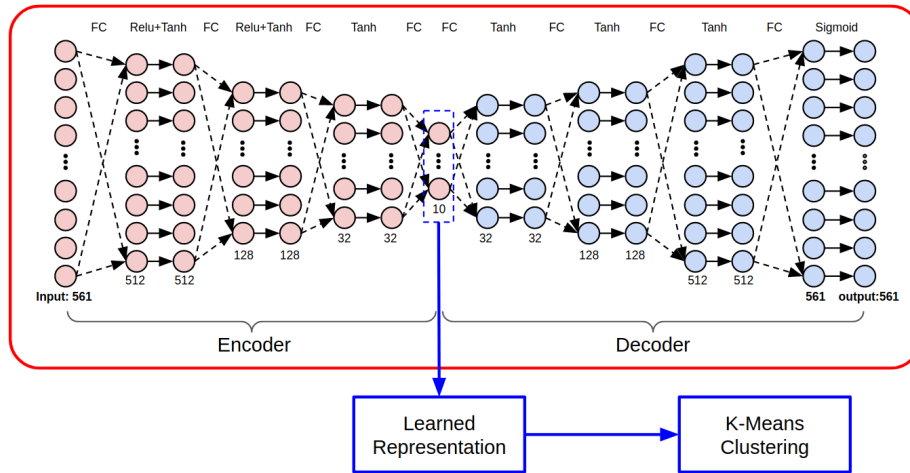 FC Relu+Tanh FC Relu+Tanh FC Tanh FC FC Tanh FC Tanh FC Tanh FC Sigmoid
10
32 32 32 32
128 128 128 128
512 512 512 512
Input: 561 561 output:561
Encoder Decoder
Learned K-Means
Representation Clustering